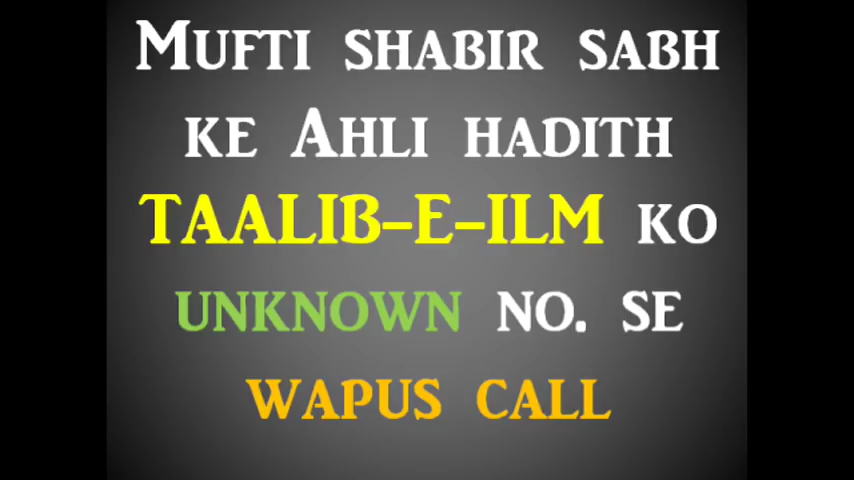 Mufti shabir sabh
ke Ahli hadith
TAALIB-E-ILM ko
unknown no. se
wapus call